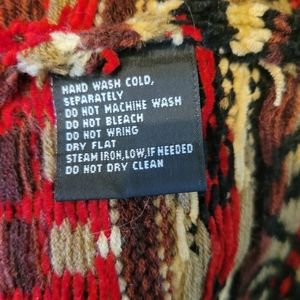 HAND WASH COLD,
SEPARATELY
DO NOT MACHINE WASH
DO NOT BLEACH
DO NOT WRING
DRY FLAT
STEAM IRON,LOW,IF NEEDED
DO NOT DRY CLEAN